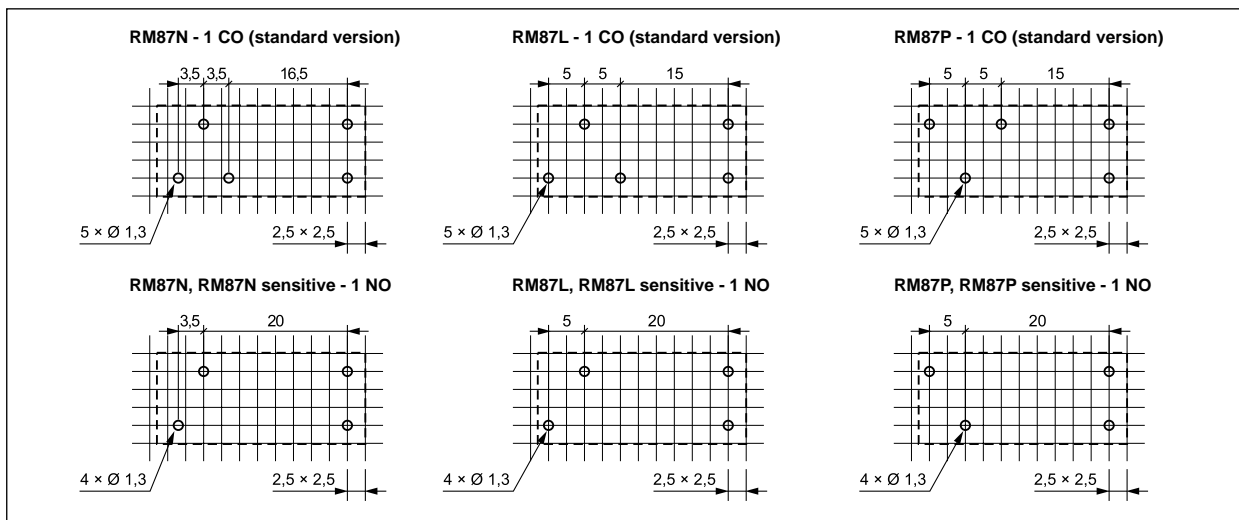 RM87N - 1 CO (standard version)
3,5 3,5 16,5
5 × Ø 1,3
2,5 × 2,5
RM87L - 1 CO (standard version)
5 5 15
5 × Ø 1,3
2,5 × 2,5
RM87P - 1 CO (standard version)
5 5 15
5 × Ø 1,3
2,5 × 2,5
RM87N, RM87N sensitive - 1 NO
3,5 20
4 × Ø 1,3
2,5 × 2,5
RM87L, RM87L sensitive - 1 NO
5 20
4 × Ø 1,3
2,5 × 2,5
RM87P, RM87P sensitive - 1 NO
5 20
4 × Ø 1,3
2,5 × 2,5